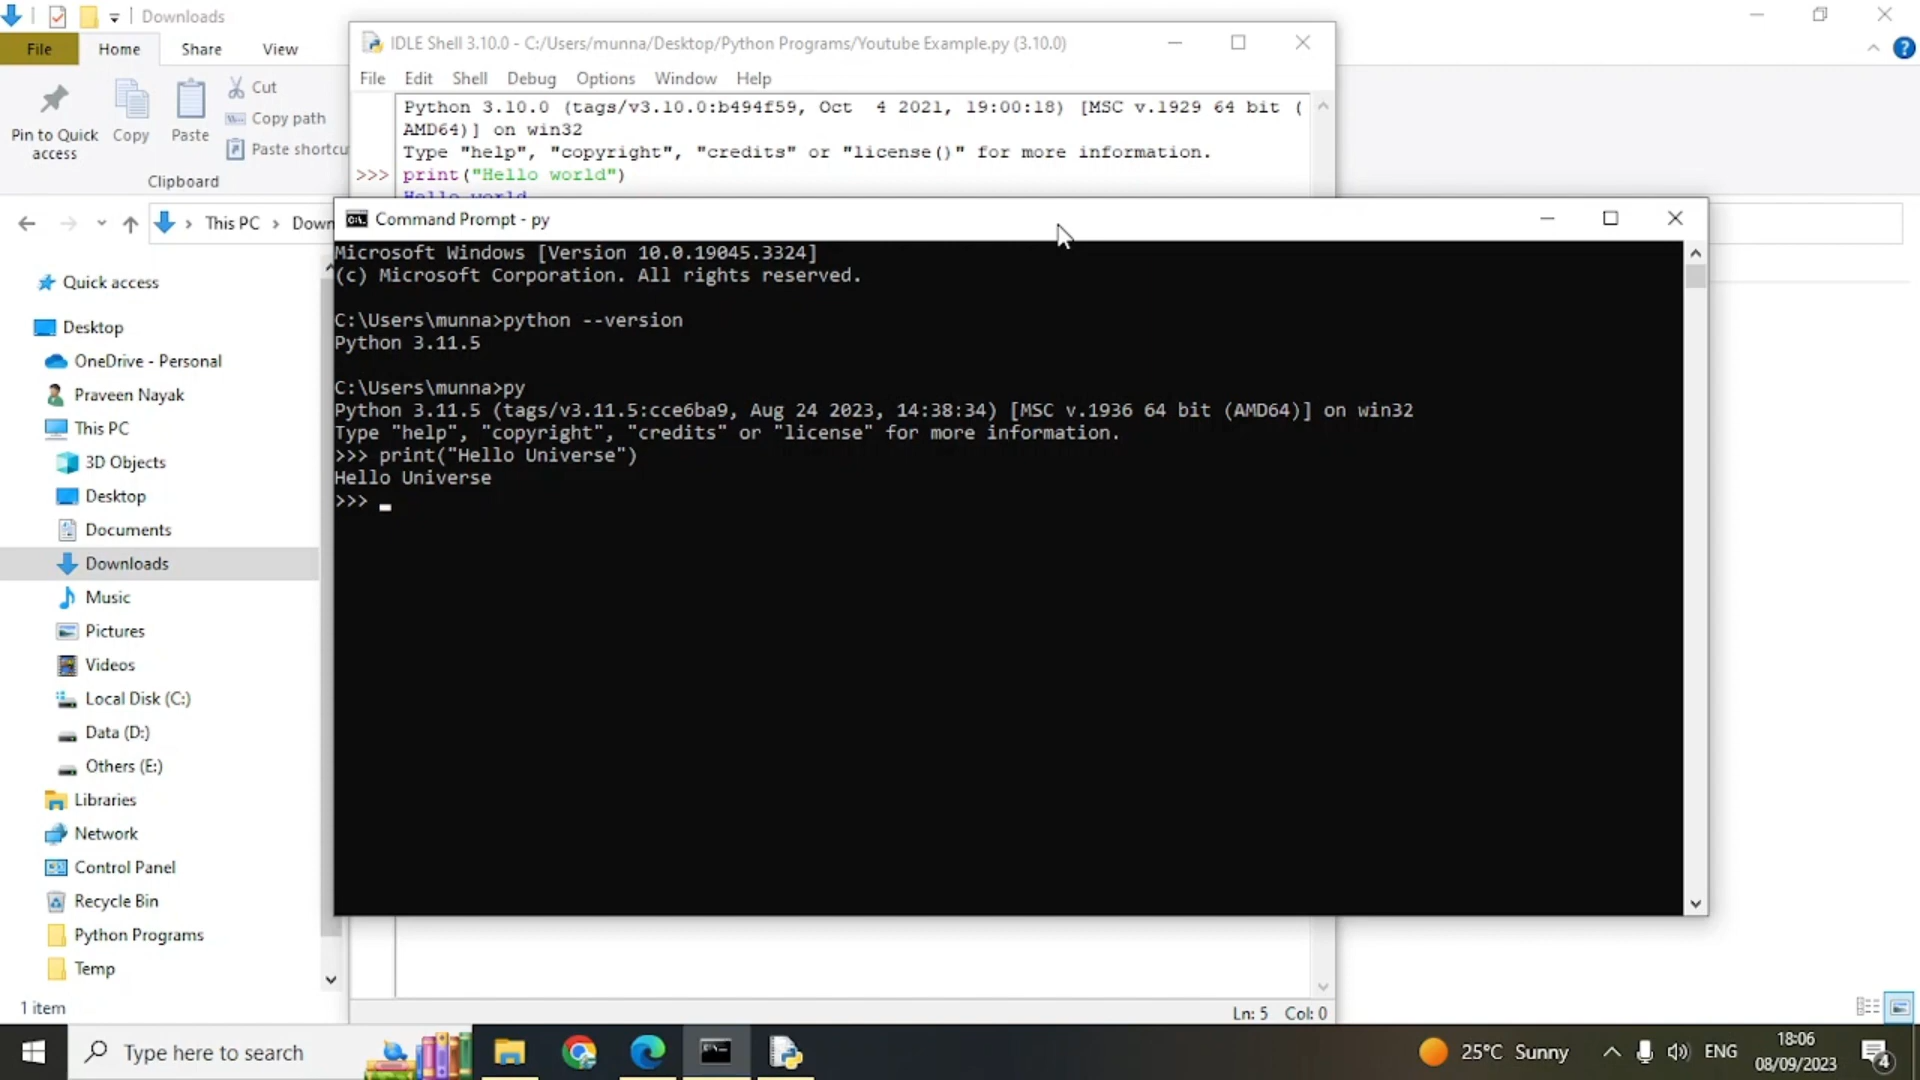 Downloads
File
Home
Share
View
Pin to Quick
access
Copy
Paste
Cut
Copy path
Paste shortcu
Clipboard
This PC
Down
Quick access
Desktop
OneDrive - Personal
Praveen Nayak
This PC
3D Objects
Desktop
Documents
Downloads
Music
Pictures
Videos
Local Disk (C:)
Data (D:)
Others (E:)
Libraries
Network
Control Panel
Recycle Bin
Python Programs
Temp
1 item
IDLE Shell 3.10.0 - C:/Users/munna/Desktop/Python Programs/Youtube Example.py (3.10.0)
File Edit Shell Debug Options Window Help
Python 3.10.0 (tags/v3.10.0:b494f59, Oct  4 2021, 19:00:18) [MSC v.1929 64 bit (
AMD64)] on win32
Type "help", "copyright", "credits" or "license()" for more information.
>>> print("Hello world")
Hello world
Command Prompt - py
Microsoft Windows [Version 10.0.19045.3324]
(c) Microsoft Corporation. All rights reserved.
C:\Users\munna>python --version
Python 3.11.5
C:\Users\munna>py
Python 3.11.5 (tags/v3.11.5:cce6ba9, Aug 24 2023, 14:38:34) [MSC v.1936 64 bit (AMD64)] on win32
Type "help", "copyright", "credits" or "license" for more information.
>>> print("Hello Universe")
Hello Universe
>>>
Ln: 5 Col: 0
Type here to search
25°C Sunny
ENG
18:06
08/09/2023
4